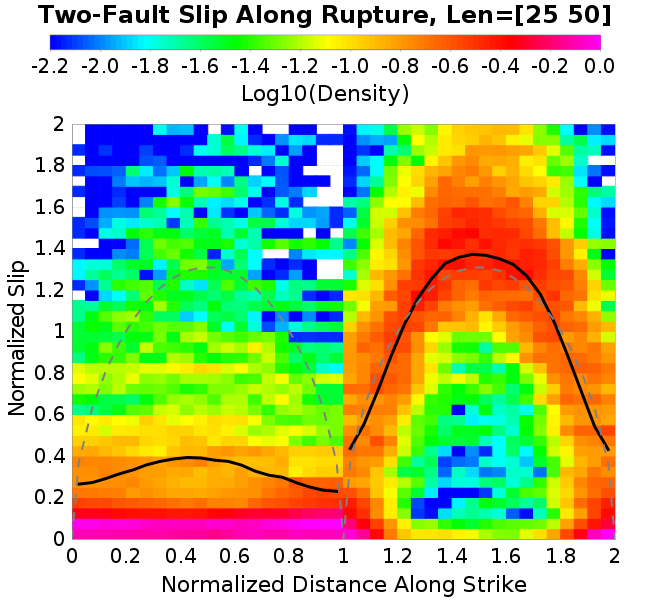 Two-Fault Slip Along Rupture, Len=[25 50]
-2.2 -2.0 -1.8 -1.6 -1.4 -1.2 -1.0 -0.8 -0.6 -0.4 -0.2 0.0
Log10(Density)
2
1.8
1.6
1.4
1.2
1
0.8
0.6
0.4
0.2
0
Normalized Slip
0 0.2 0.4 0.6 0.8 1 1.2 1.4 1.6 1.8 2
Normalized Distance Along Strike